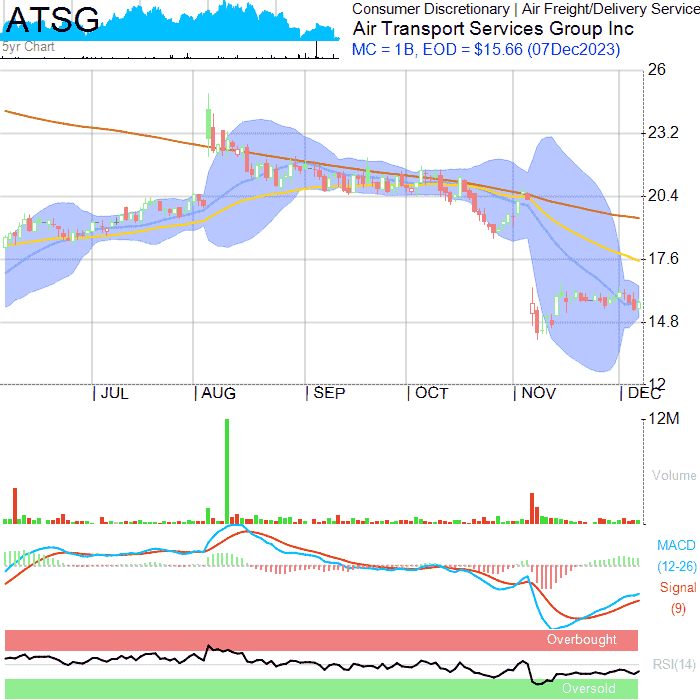 ATSG
5yr Chart
Consumer Discretionary | Air Freight/Delivery Service
Air Transport Services Group Inc
MC = 1B, EOD = $15.66 (07Dec2023)
26
23.2
20.4
17.6
14.8
12
JUL AUG SEP OCT NOV DEC
12M
Volume
MACD
(12-26)
Signal
(9)
Overbought
RSI(14)
Oversold